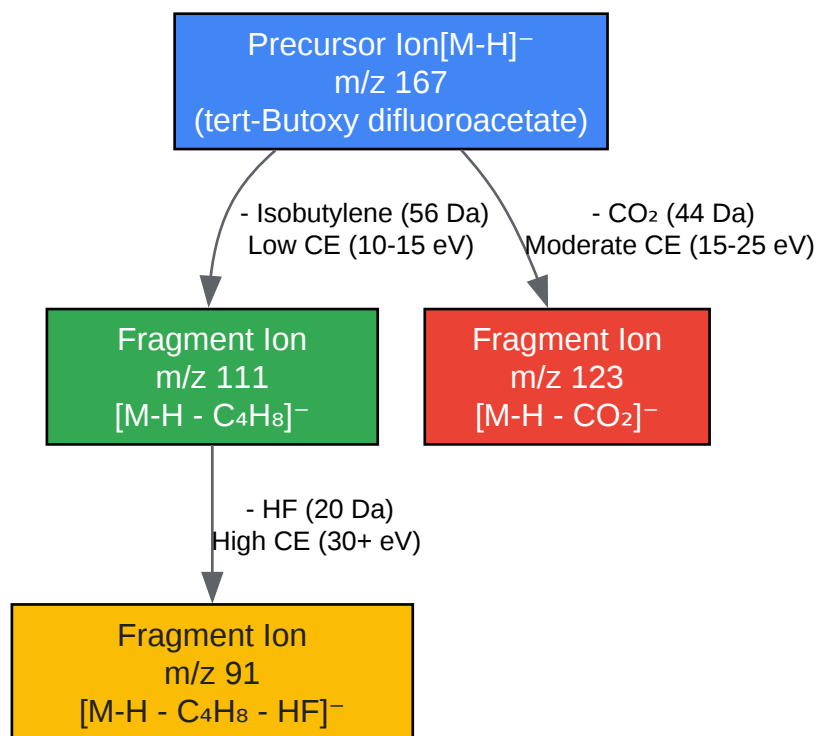 Precursor Ion[M-H]⁻
m/z 167
(tert-Butoxy difluoroacetate)
- Isobutylene (56 Da)
Low CE (10-15 eV)
- CO₂ (44 Da)
Moderate CE (15-25 eV)
Fragment Ion
m/z 111
[M-H - C₄H₈]⁻
Fragment Ion
m/z 123
[M-H - CO₂]⁻
- HF (20 Da)
High CE (30+ eV)
Fragment Ion
m/z 91
[M-H - C₄H₈ - HF]⁻